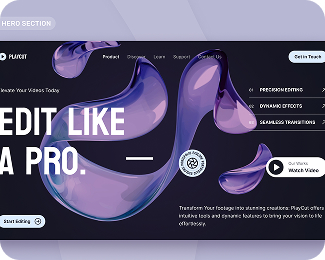 HERO SECTION
PLAYCUT
Product Discover Learn Support Contact Us
Get in Touch
Elevate Your Videos Today
EDIT LIKE
A PRO.
01 PRECISION EDITING
02 DYNAMIC EFFECTS
03 SEAMLESS TRANSITIONS
Our Works
Watch Video
Start Editing
Transform Your footage into stunning creations: PlayCut offers
intuitive tools and dynamic features to bring your vision to life
effortlessly.